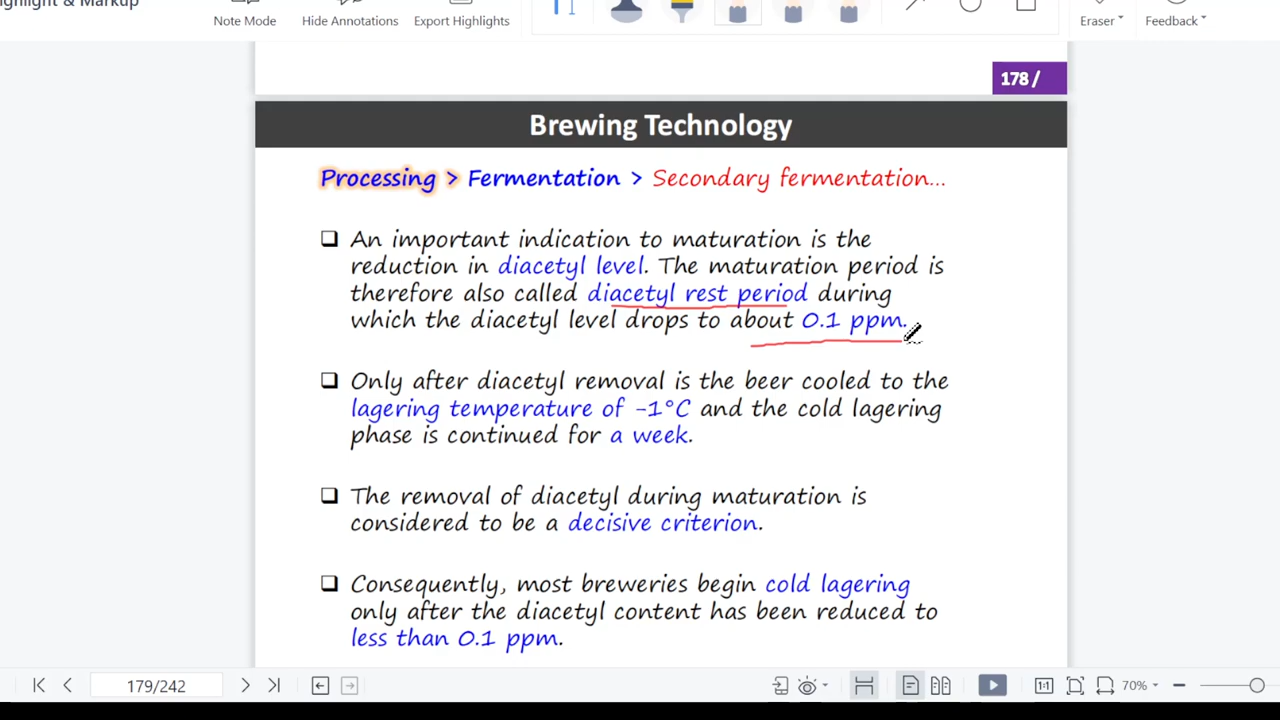 ighlight & Markup
Note Mode
Hide Annotations
Export Highlights
Eraser
Feedback
178 /
Brewing Technology
Processing > Fermentation > Secondary fermentation...
❑ An important indication to maturation is the
reduction in diacetyl level. The maturation period is
therefore also called diacetyl rest period during
which the diacetyl level drops to about 0.1 ppm.
❑ Only after diacetyl removal is the beer cooled to the
lagering temperature of -1°C and the cold lagering
phase is continued for a week.
❑ The removal of diacetyl during maturation is
considered to be a decisive criterion.
❑ Consequently, most breweries begin cold lagering
only after the diacetyl content has been reduced to
less than 0.1 ppm.
179/242
1:1
70%